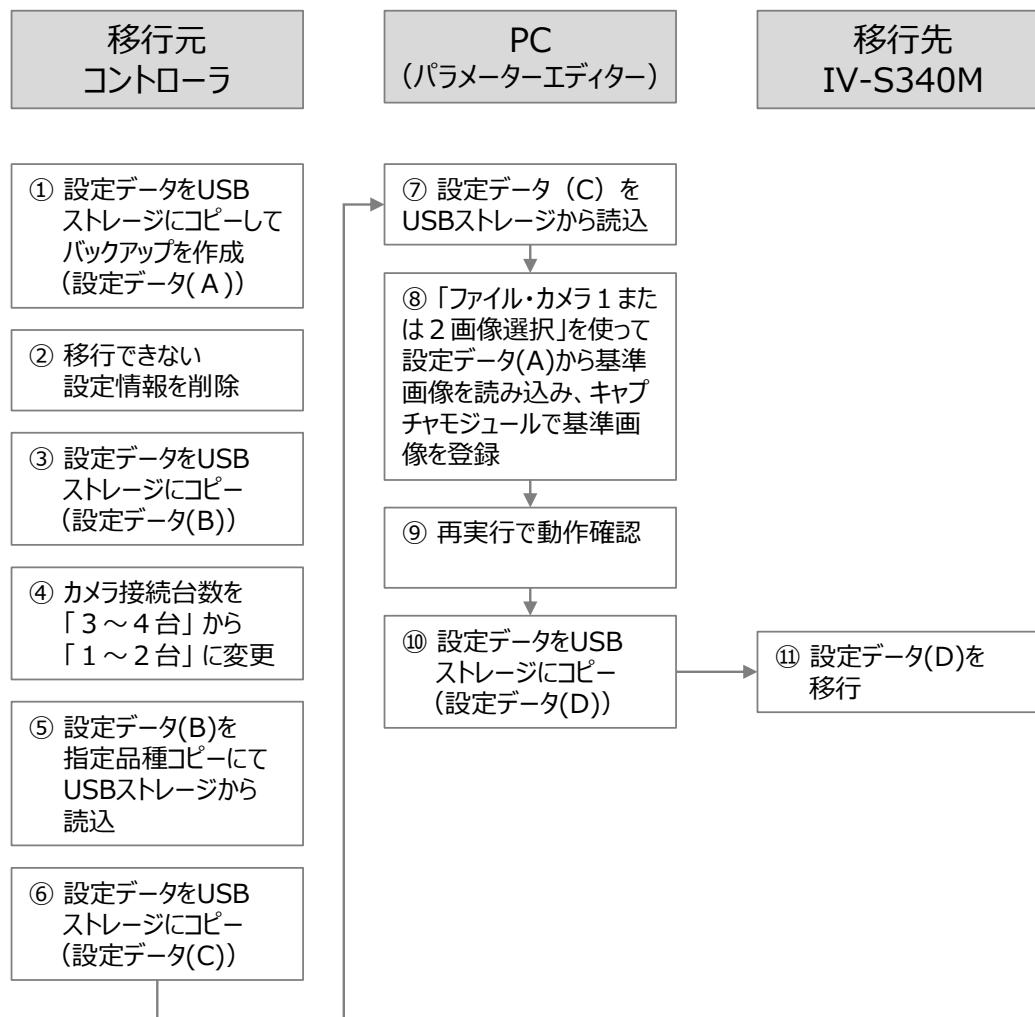 移行元
コントローラ
PC
（パラメーターエディター）
移行先
IV-S340M
① 設定データをUSB
ストレージにコピーして
バックアップを作成
（設定データ(Ａ)）
② 移行できない
設定情報を削除
③ 設定データをUSB
ストレージにコピー
（設定データ(B)）
④ カメラ接続台数を
「３～４台」から
「１～２台」に変更
⑤ 設定データ(B)を
指定品種コピーにて
USBストレージから
読込
⑥ 設定データをUSB
ストレージにコピー
（設定データ(C)）
⑦ 設定データ（C）を
USBストレージから読込
⑧ 「ファイル・カメラ１また
は２画像選択」を使って
設定データ(A)から基準
画像を読み込み、キャプ
チャモジュールで基準画
像を登録
⑨ 再実行で動作確認
⑩ 設定データをUSB
ストレージにコピー
（設定データ(D)）
⑪ 設定データ(D)を
移行